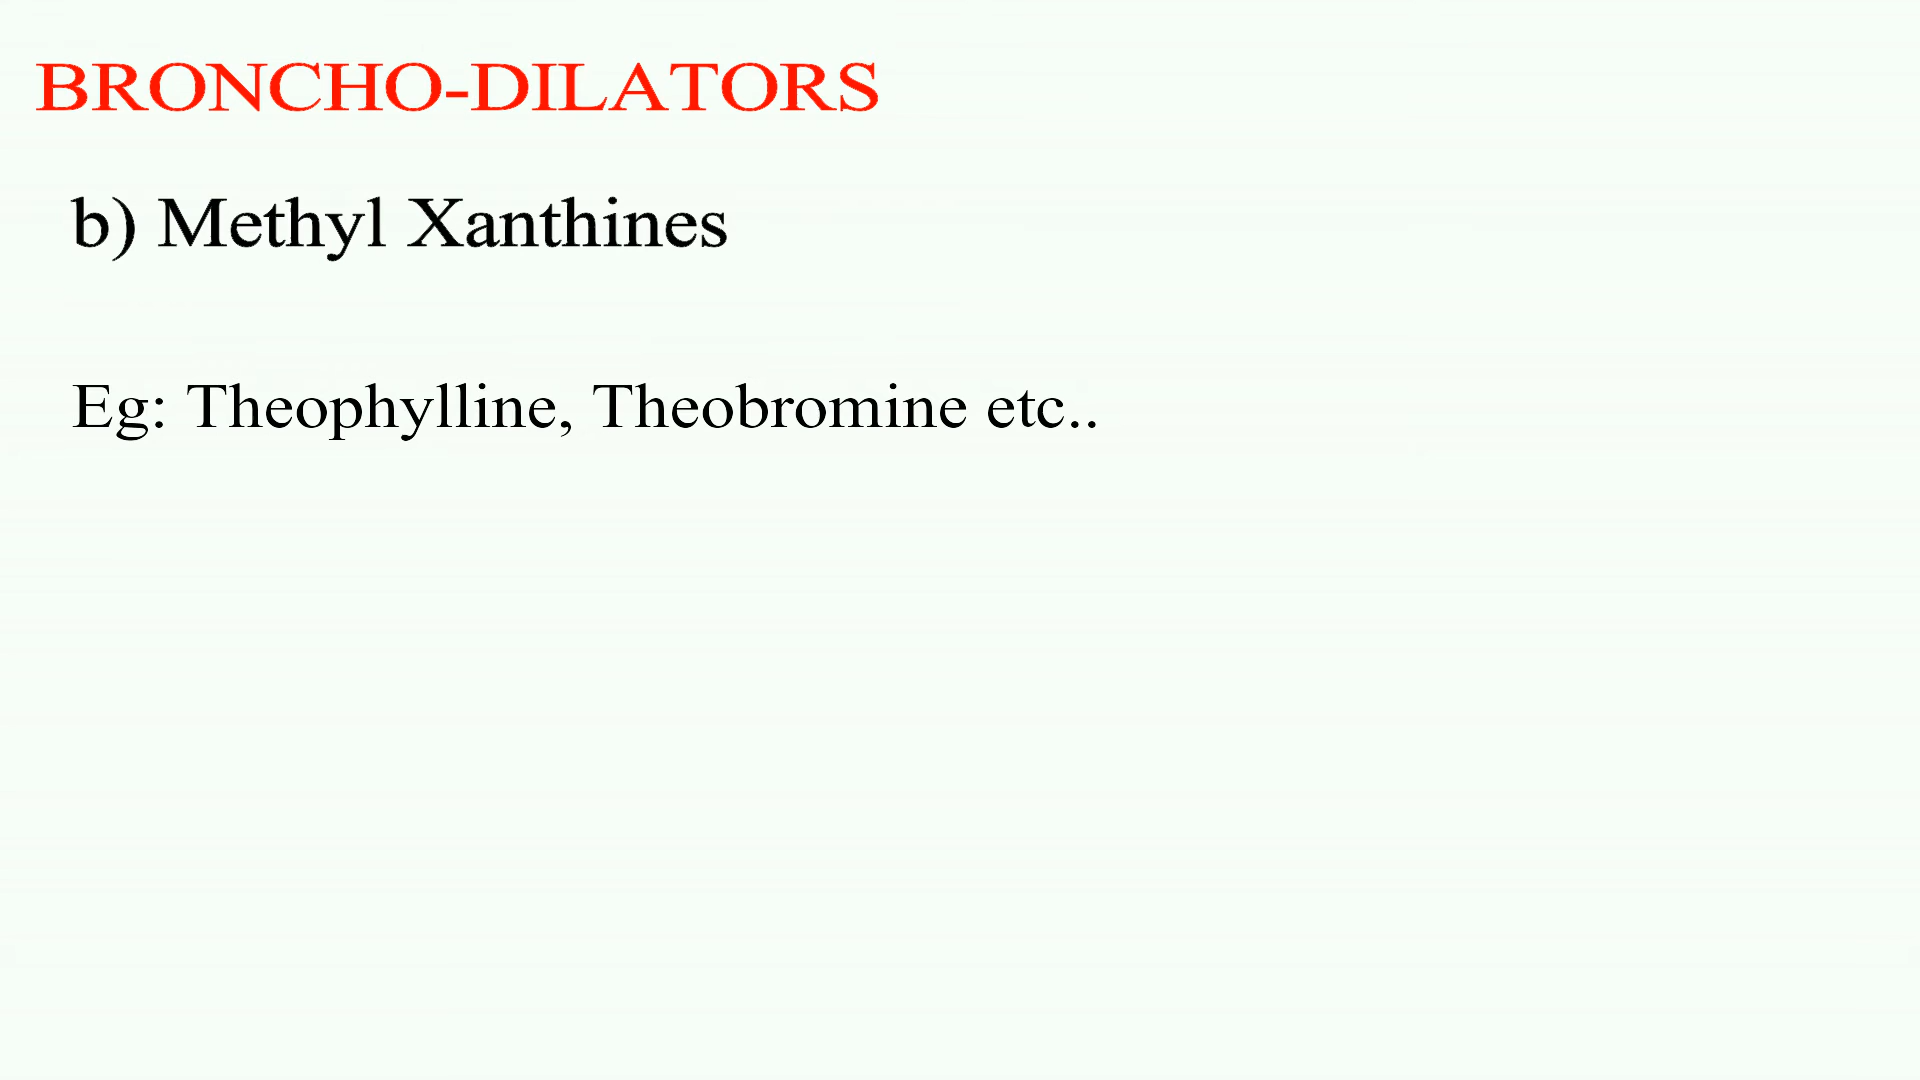 BRONCHO-DILATORS
b) Methyl Xanthines
Eg: Theophylline, Theobromine etc..